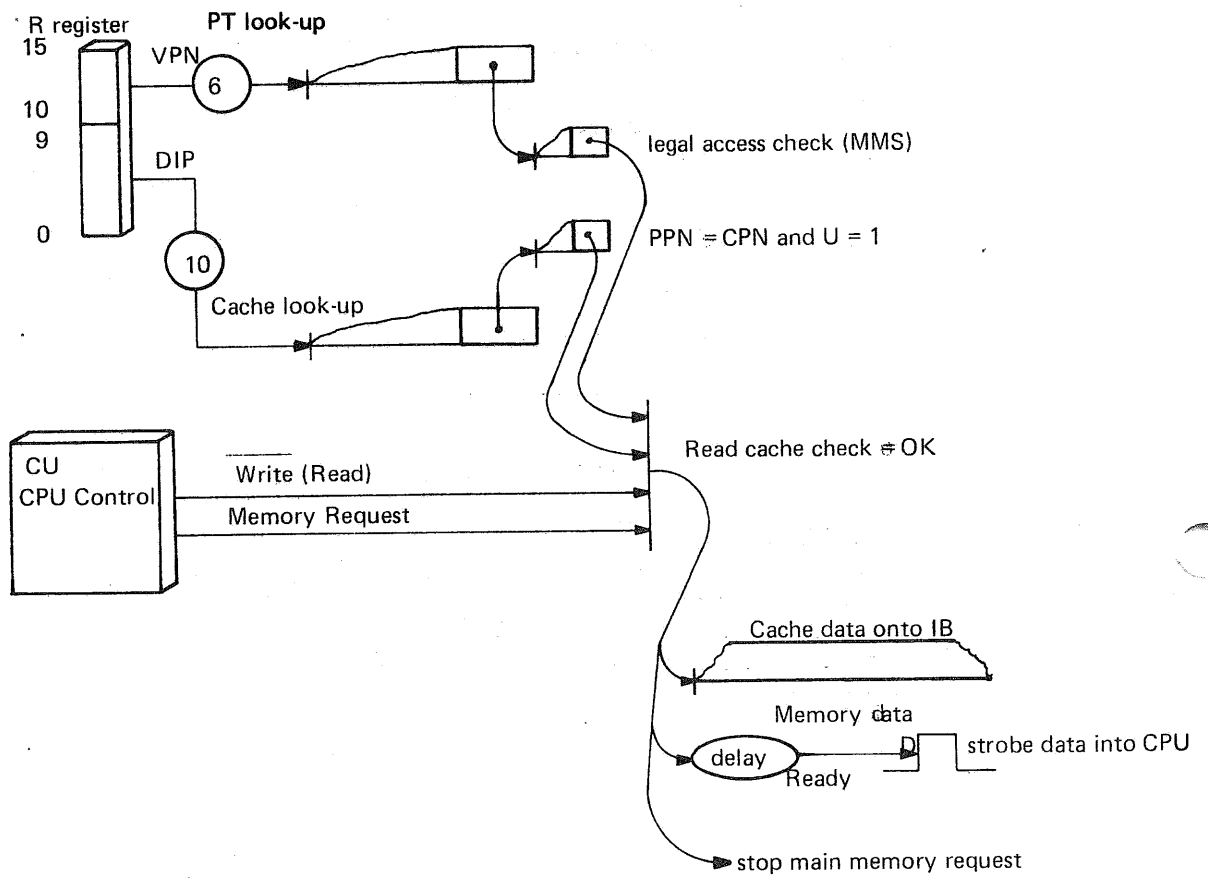 R register
PT look-up
15
VPN
6
10
9
DIP
0
10
Cache look-up
legal access check (MMS)
PPN = CPN and U = 1
CU
CPU Control
Write (Read)
Memory Request
Read cache check = OK
Cache data onto IB
Memory data
D
strobe data into CPU
delay
Ready
stop main memory request